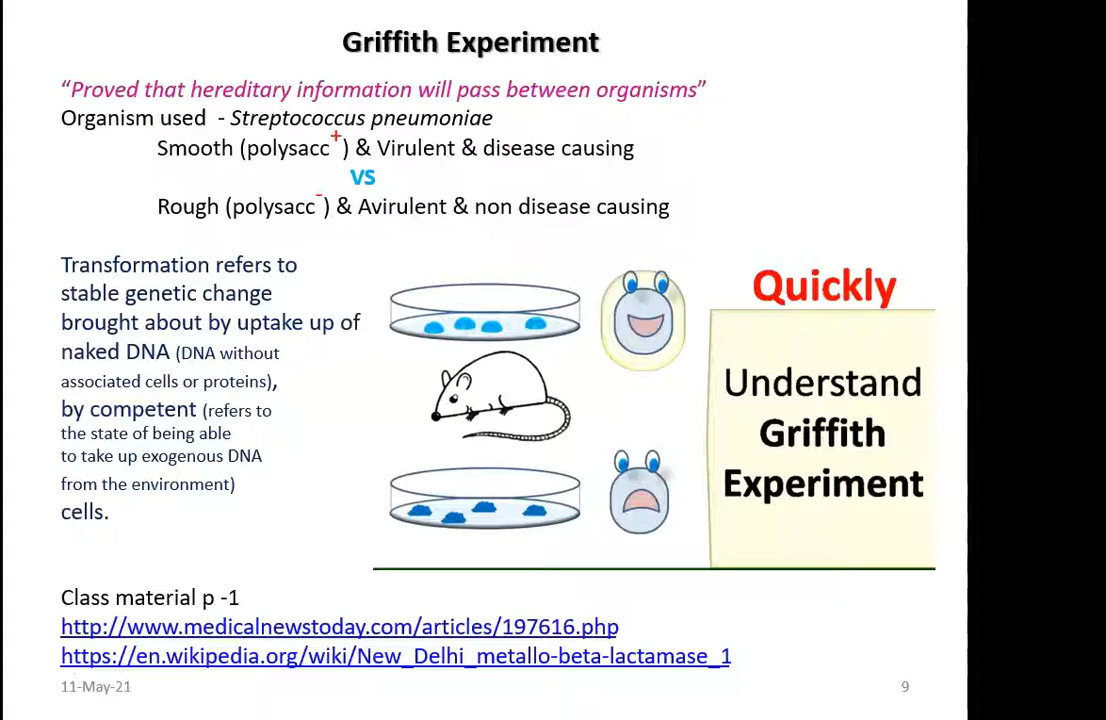 Griffith Experiment
“Proved that hereditary information will pass between organisms”
Organism used - Streptococcus pneumoniae
Smooth (polysacc+) & Virulent & disease causing
VS
Rough (polysacc-) & Avirulent & non disease causing
Transformation refers to
stable genetic change
brought about by uptake up of
naked DNA (DNA without
associated cells or proteins),
by competent (refers to
the state of being able
to take up exogenous DNA
from the environment)
cells.
Quickly
Understand
Griffith
Experiment
Class material p -1
http://www.medicalnewstoday.com/articles/197616.php
https://en.wikipedia.org/wiki/New_Delhi_metallo-beta-lactamase_1
11-May-21
9